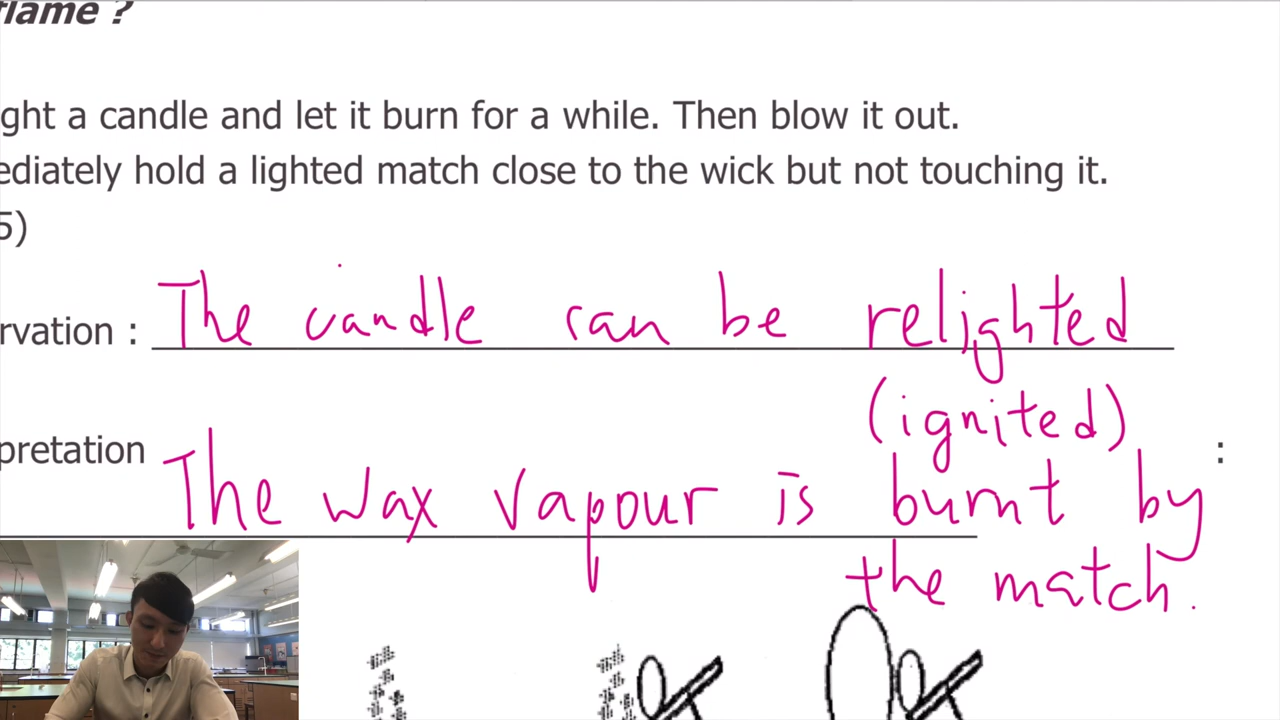 flame ?
ght a candle and let it burn for a while. Then blow it out.
ediately hold a lighted match close to the wick but not touching it.
5)
rvation : The candle can be relighted
(ignited)
pretation The wax vapour is burnt by :
the match.